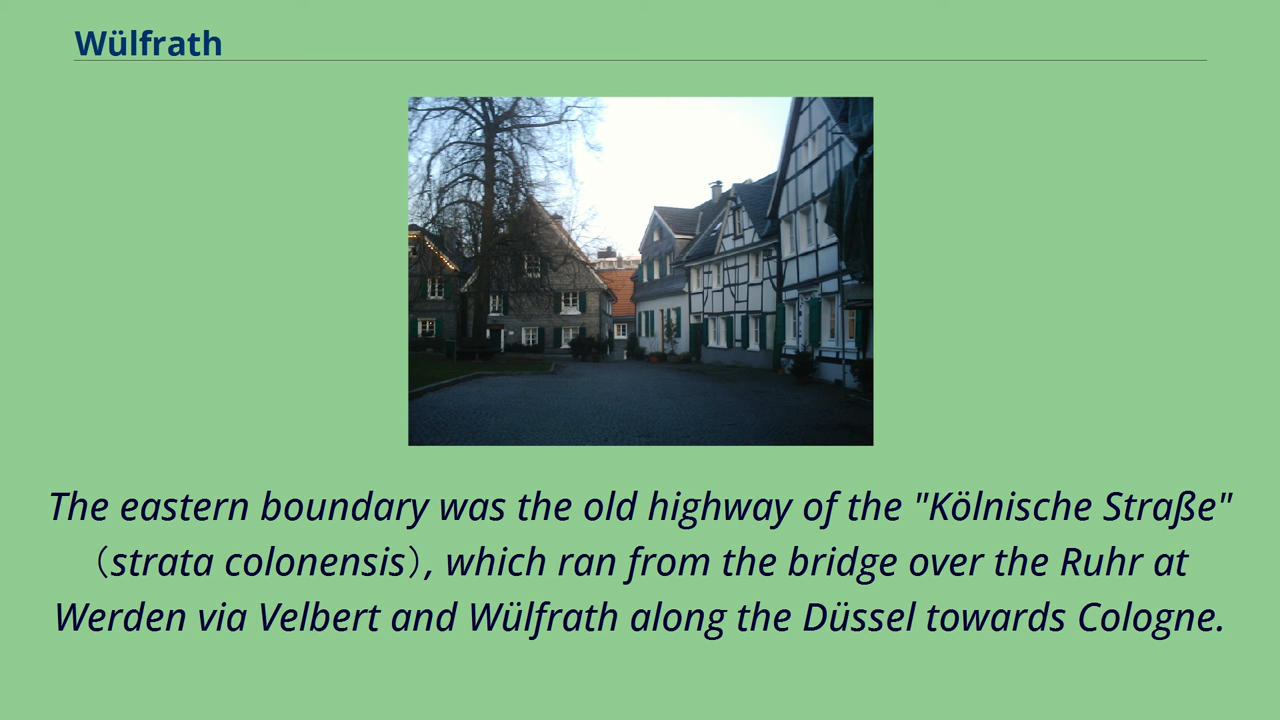 Wülfrath
The eastern boundary was the old highway of the "Kölnische Straße"
（strata colonensis）, which ran from the bridge over the Ruhr at
Werden via Velbert and Wülfrath along the Düssel towards Cologne.